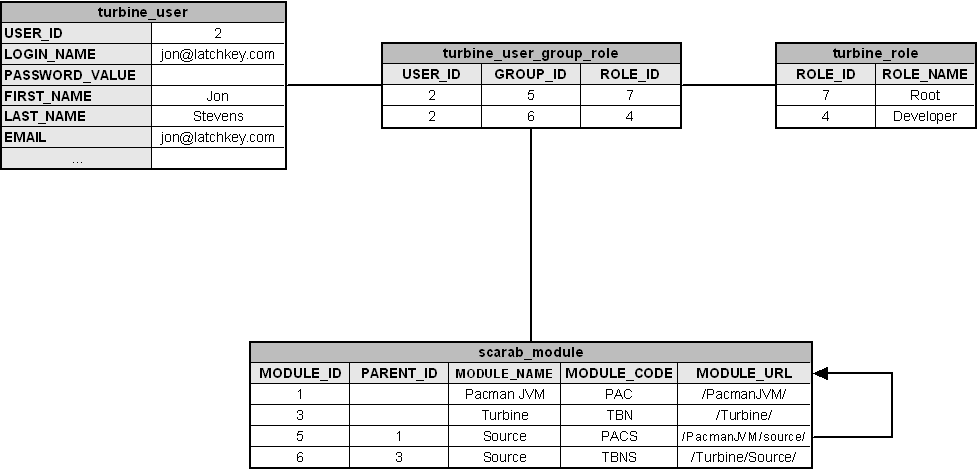 turbine_user
USER_ID 2
LOGIN_NAME jon@latchkey.com
PASSWORD_VALUE
FIRST_NAME Jon
LAST_NAME Stevens
EMAIL jon@latchkey.com
...
turbine_user_group_role
USER_ID GROUP_ID ROLE_ID
2 5 7
2 6 4
turbine_role
ROLE_ID ROLE_NAME
7 Root
4 Developer
scarab_module
MODULE_ID PARENT_ID MODULE_NAME MODULE_CODE MODULE_URL
1 Pacman JVM PAC /PacmanJVM/
3 Turbine TBN /Turbine/
5 1 Source PACS /PacmanJVM/source/
6 3 Source TBNS /Turbine/Source/